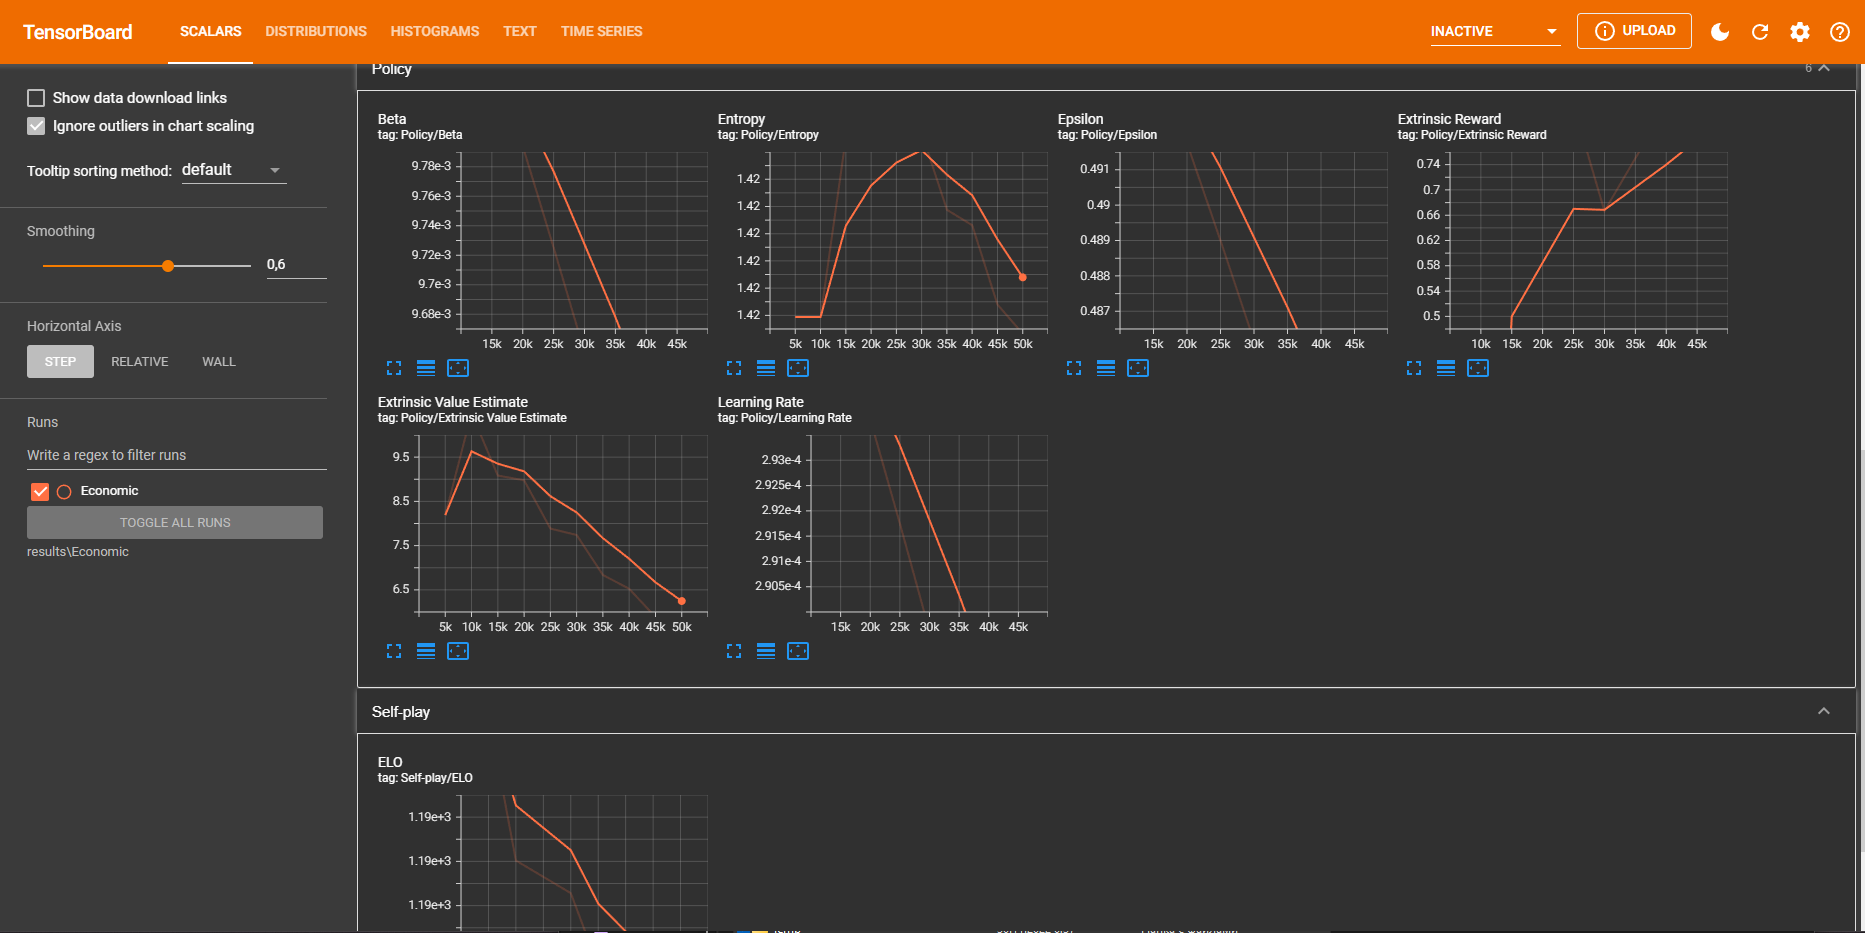 TensorBoard
SCALARS
DISTRIBUTIONS
HISTOGRAMS
TEXT
TIME SERIES
INACTIVE
UPLOAD
Show data download links
Ignore outliers in chart scaling
Tooltip sorting method: default
Smoothing
0,6
Horizontal Axis
STEP RELATIVE WALL
Runs
Write a regex to filter runs
Economic
TOGGLE ALL RUNS
results\Economic
Policy
6
Beta
tag: Policy/Beta
9.78e-3
9.76e-3
9.74e-3
9.72e-3
9.7e-3
9.68e-3
15k 20k 25k 30k 35k 40k 45k
Entropy
tag: Policy/Entropy
1.42
1.42
1.42
1.42
1.42
1.42
5k 10k 15k 20k 25k 30k 35k 40k 45k 50k
Epsilon
tag: Policy/Epsilon
0.491
0.49
0.489
0.488
0.487
15k 20k 25k 30k 35k 40k 45k
Extrinsic Reward
tag: Policy/Extrinsic Reward
0.74
0.7
0.66
0.62
0.58
0.54
0.5
10k 15k 20k 25k 30k 35k 40k 45k
Extrinsic Value Estimate
tag: Policy/Extrinsic Value Estimate
9.5
8.5
7.5
6.5
5k 10k 15k 20k 25k 30k 35k 40k 45k 50k
Learning Rate
tag: Policy/Learning Rate
2.93e-4
2.925e-4
2.92e-4
2.915e-4
2.91e-4
2.905e-4
15k 20k 25k 30k 35k 40k 45k
Self-play
ELO
tag: Self-play/ELO
1.19e+3
1.19e+3
1.19e+3